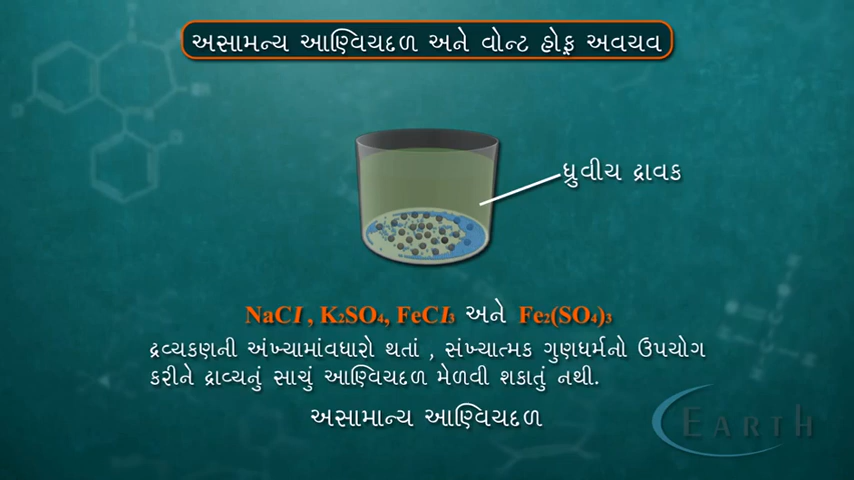 અસામન્ય આણ્વિયદળ અને વોન્ટ હોફ અવયવ
ધ્રુવીય દ્રાવક
NaCl , K₂SO₄, FeCl₃ અને Fe₂(SO₄)₃
દ્રવ્યકણની અંખ્યામાંવધારો થતાં , સંખ્યાત્મક ગુણધર્મનો ઉપયોગ
કરીને દ્રાવ્યનું સાચું આણ્વિયદળ મેળવી શકાતું નથી.
અસામાન્ય આણ્વિયદળ
EARTH